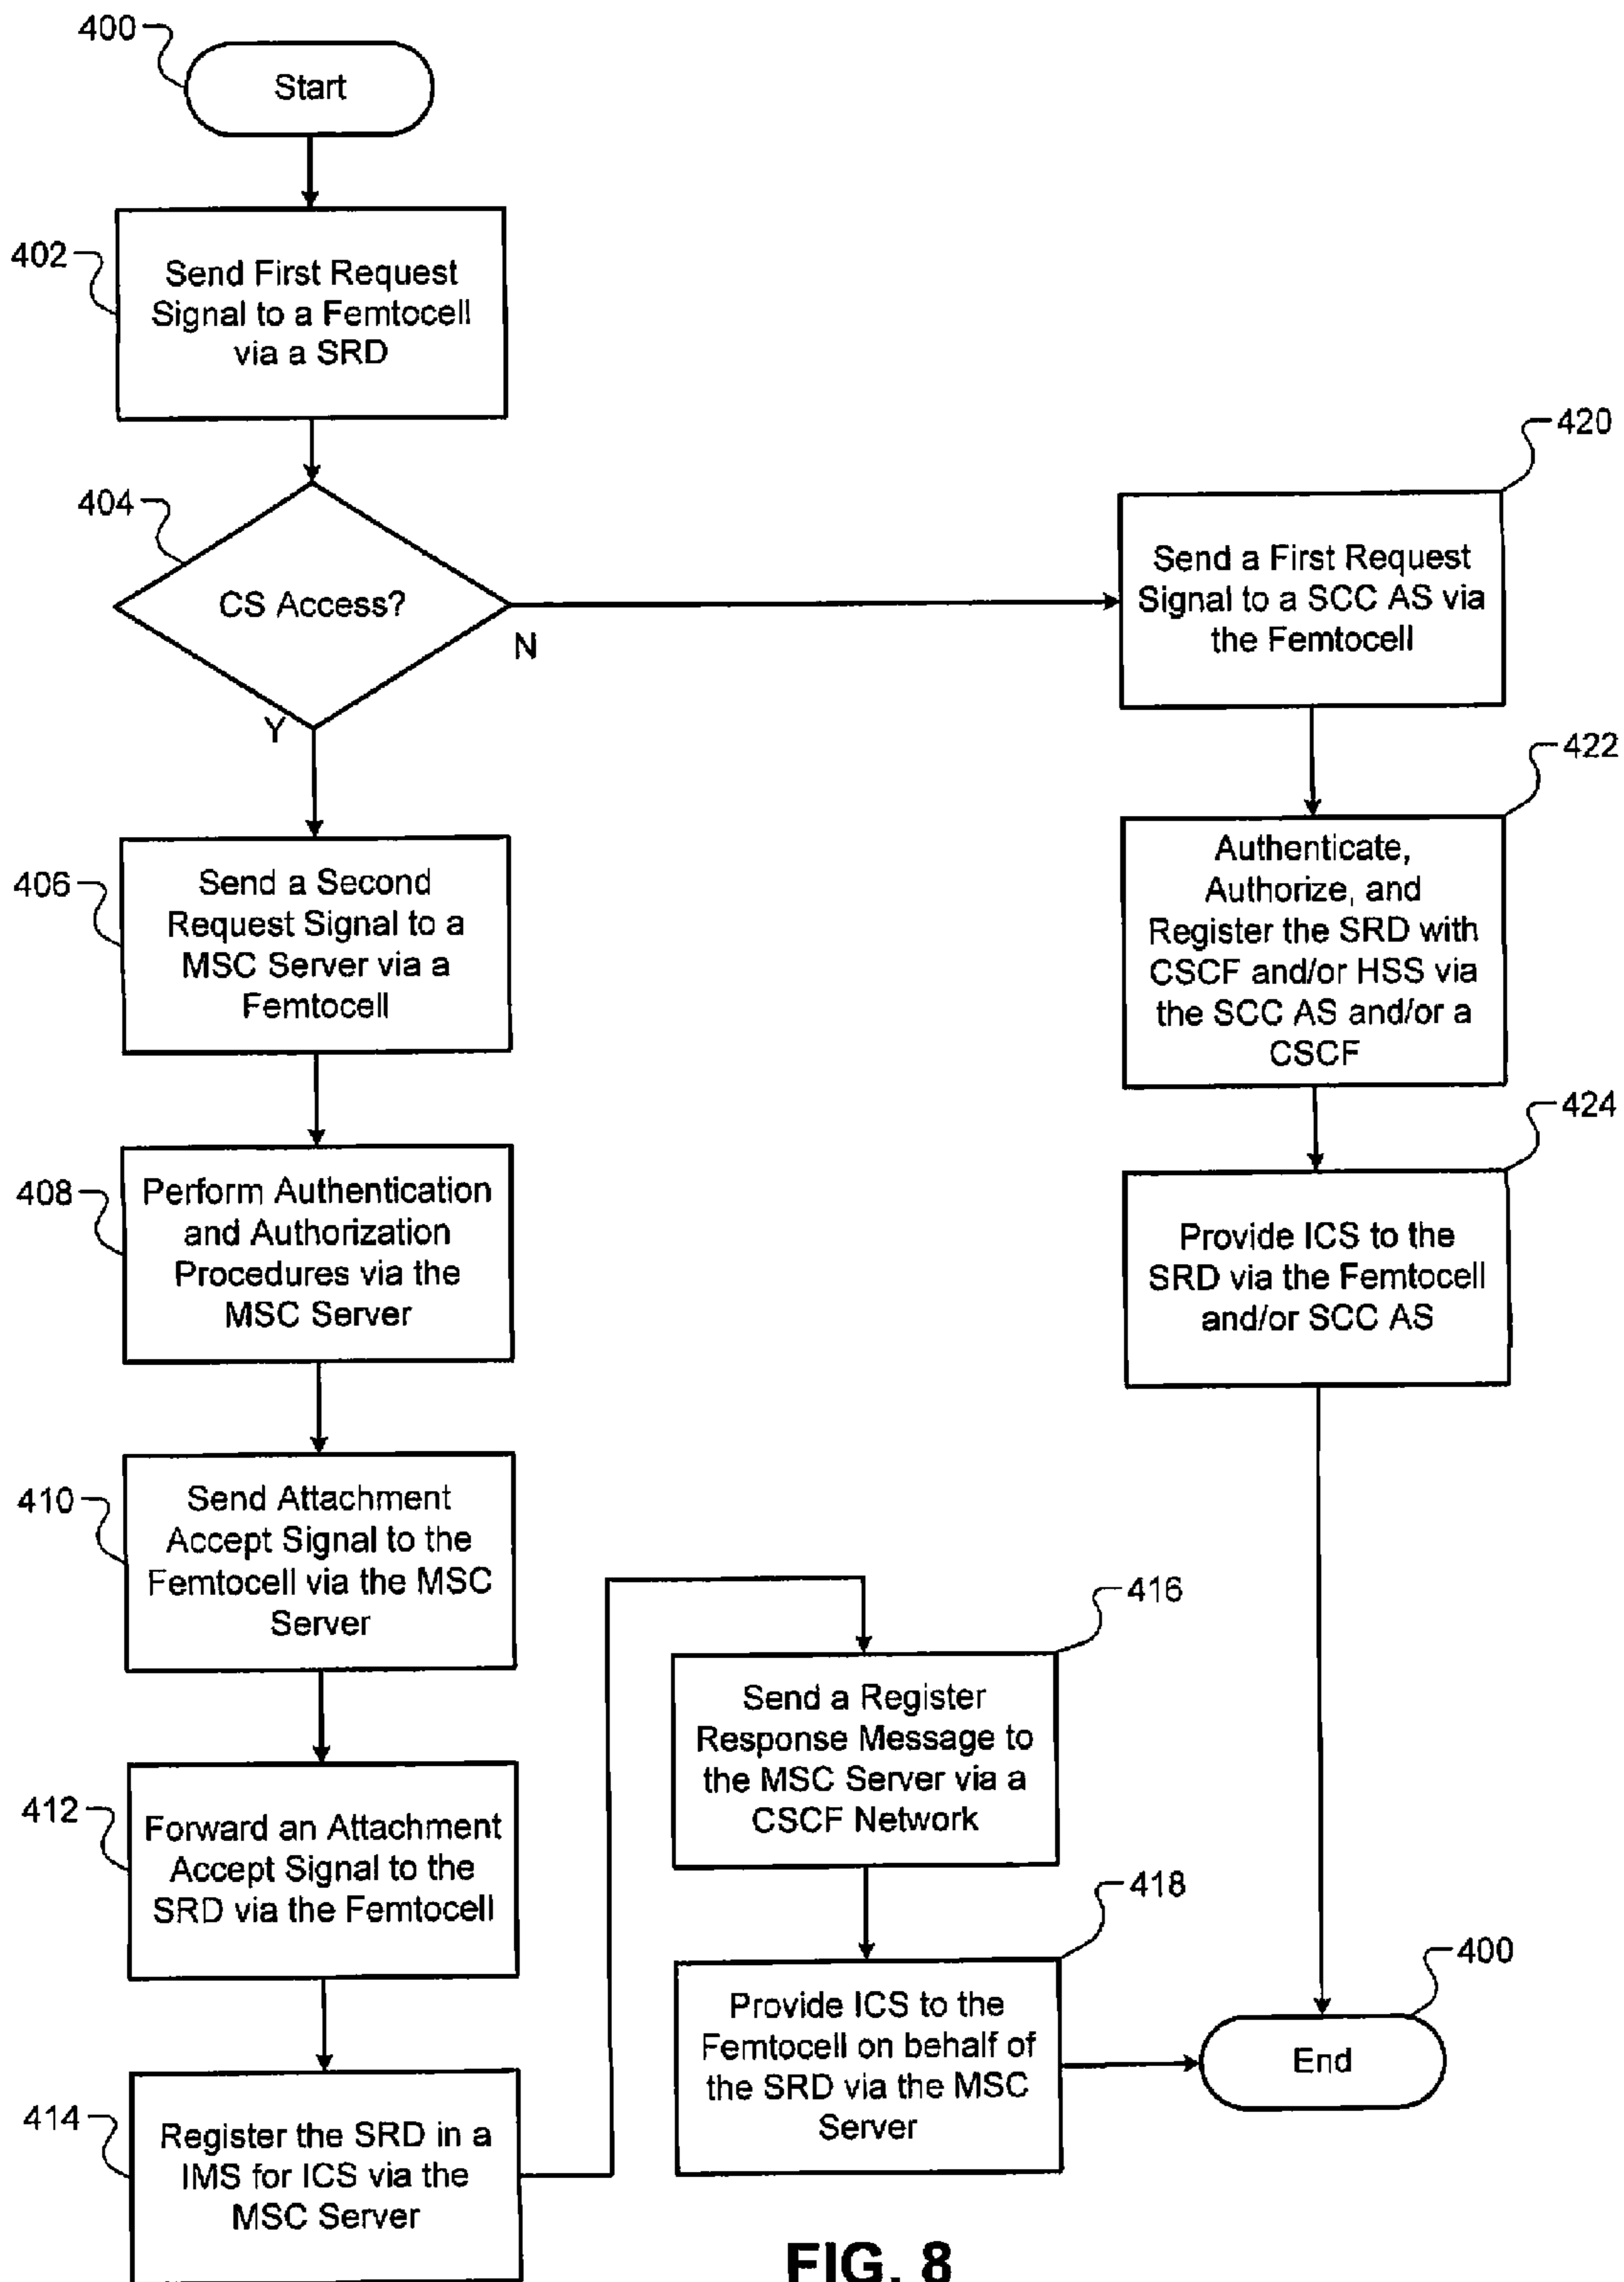 400
Start
402
Send First Request
Signal to a Femtocell
via a SRD
404
CS Access?
N
Y
406
Send a Second
Request Signal to a
MSC Server via a
Femtocell
408
Perform Authentication
and Authorization
Procedures via the
MSC Server
410
Send Attachment
Accept Signal to the
Femtocell via the MSC
Server
412
Forward an Attachment
Accept Signal to the
SRD via the Femtocell
414
Register the SRD in a
IMS for ICS via the
MSC Server
416
Send a Register
Response Message to
the MSC Server via a
CSCF Network
418
Provide ICS to the
Femtocell on behalf of
the SRD via the MSC
Server
420
Send a First Request
Signal to a SCC AS via
the Femtocell
422
Authenticate,
Authorize, and
Register the SRD with
CSCF and/or HSS via
the SCC AS and/or a
CSCF
424
Provide ICS to the
SRD via the Femtocell
and/or SCC AS
400
End
FIG. 8